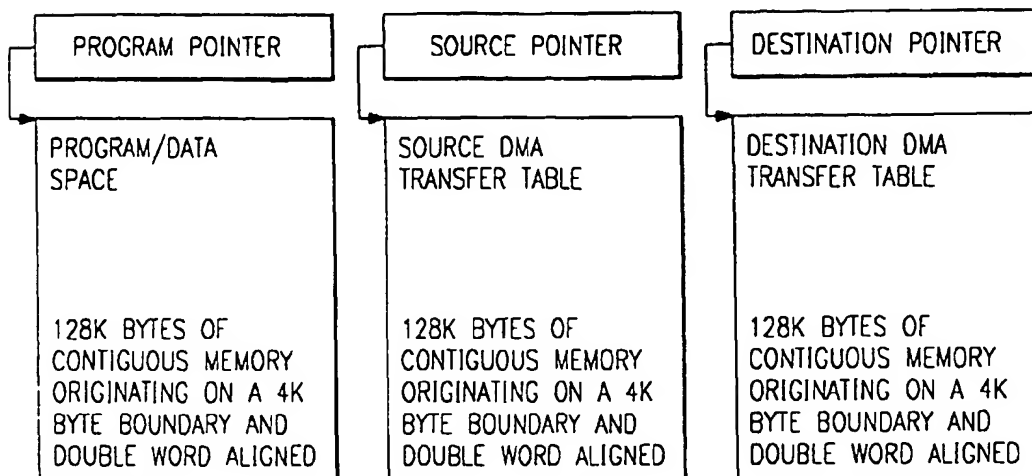 PROGRAM POINTER
PROGRAM/DATA
SPACE
128K BYTES OF
CONTIGUOUS MEMORY
ORIGINATING ON A 4K
BYTE BOUNDARY AND
DOUBLE WORD ALIGNED
SOURCE POINTER
SOURCE DMA
TRANSFER TABLE
128K BYTES OF
CONTIGUOUS MEMORY
ORIGINATING ON A 4K
BYTE BOUNDARY AND
DOUBLE WORD ALIGNED
DESTINATION POINTER
DESTINATION DMA
TRANSFER TABLE
128K BYTES OF
CONTIGUOUS MEMORY
ORIGINATING ON A 4K
BYTE BOUNDARY AND
DOUBLE WORD ALIGNED